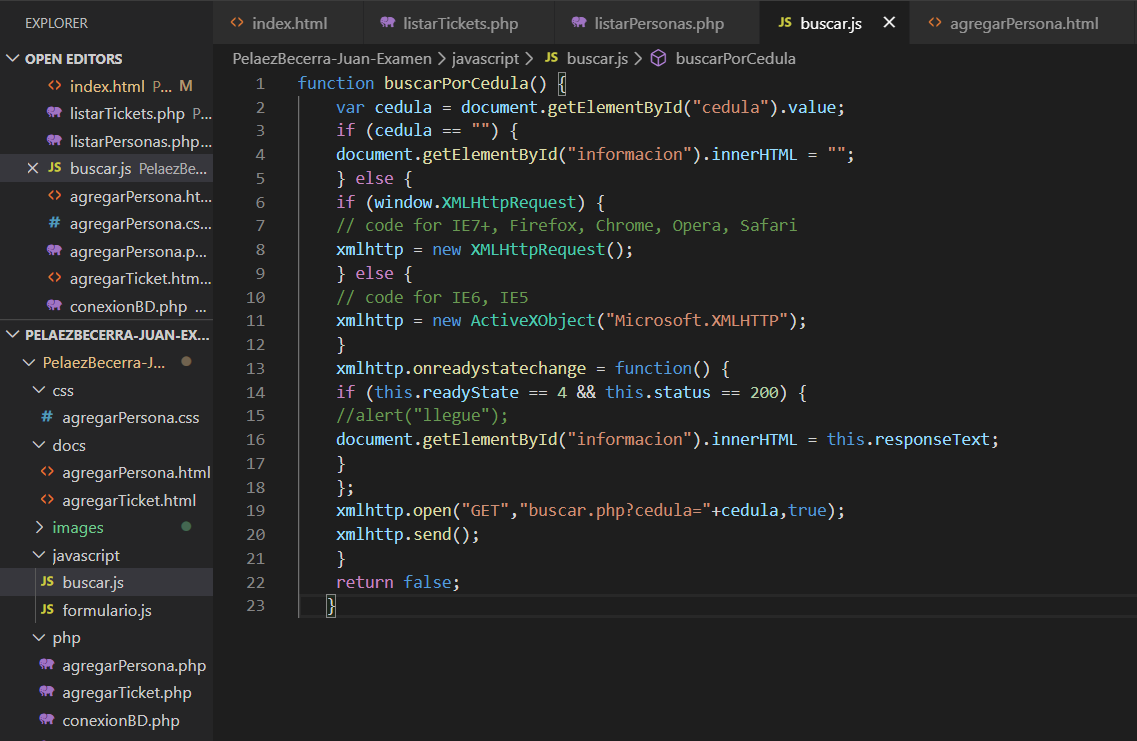 EXPLORER
OPEN EDITORS
index.html P... M
listarTickets.php P...
listarPersonas.php...
buscar.js PelaezBe...
agregarPersona.ht...
agregarPersona.cs...
agregarPersona.p...
agregarTicket.htm...
conexionBD.php ...
PELAEZBECERRA-JUAN-EX...
PelaezBecerra-J...
css
agregarPersona.css
docs
agregarPersona.html
agregarTicket.html
images
javascript
JS buscar.js
JS formulario.js
php
agregarPersona.php
agregarTicket.php
conexionBD.php
index.html listarTickets.php listarPersonas.php JS buscar.js agregarPersona.html
PelaezBecerra-Juan-Examen > javascript > JS buscar.js > buscarPorCedula
1 function buscarPorCedula() {
2 var cedula = document.getElementById("cedula").value;
3 if (cedula == "") {
4 document.getElementById("informacion").innerHTML = "";
5 } else {
6 if (window.XMLHttpRequest) {
7 // code for IE7+, Firefox, Chrome, Opera, Safari
8 xmlhttp = new XMLHttpRequest();
9 } else {
10 // code for IE6, IE5
11 xmlhttp = new ActiveXObject("Microsoft.XMLHTTP");
12 }
13 xmlhttp.onreadystatechange = function() {
14 if (this.readyState == 4 && this.status == 200) {
15 //alert("llegue");
16 document.getElementById("informacion").innerHTML = this.responseText;
17 }
18 };
19 xmlhttp.open("GET","buscar.php?cedula="+cedula,true);
20 xmlhttp.send();
21 }
22 return false;
23 }